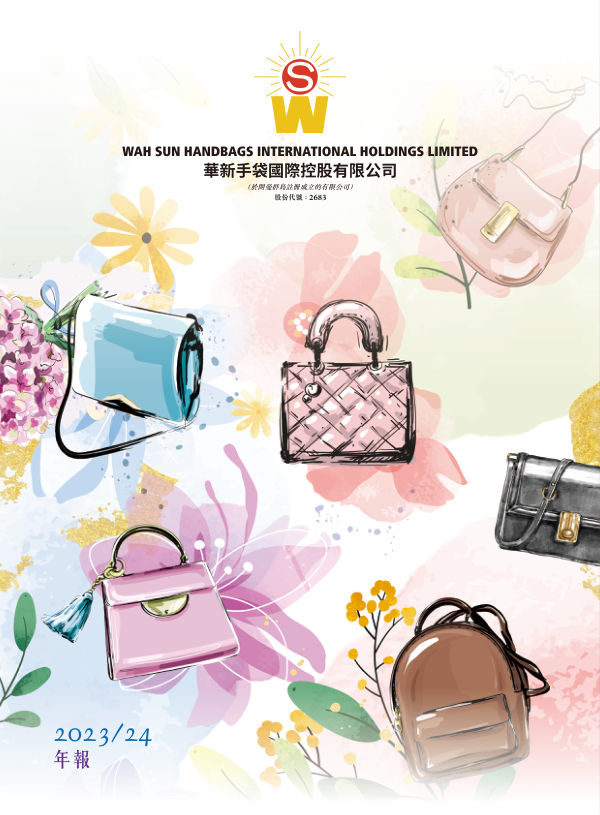 S
W
WAH SUN HANDBAGS INTERNATIONAL HOLDINGS LIMITED
華新手袋國際控股有限公司
（於開曼群島註冊成立的有限公司）
股份代號：2683
2023/24
年報